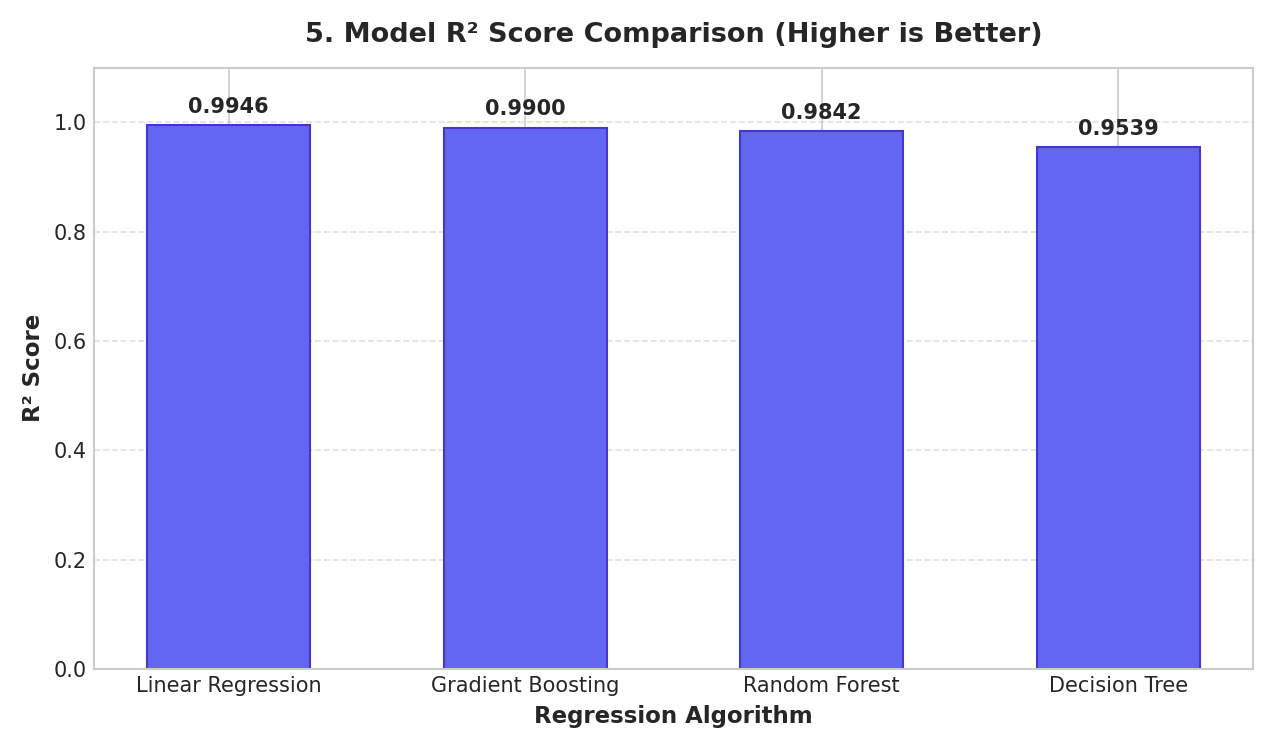 5. Model R² Score Comparison (Higher is Better)
R² Score
1.0
0.8
0.6
0.4
0.2
0.0
0.9946
0.9900
0.9842
0.9539
Linear Regression
Gradient Boosting
Random Forest
Decision Tree
Regression Algorithm